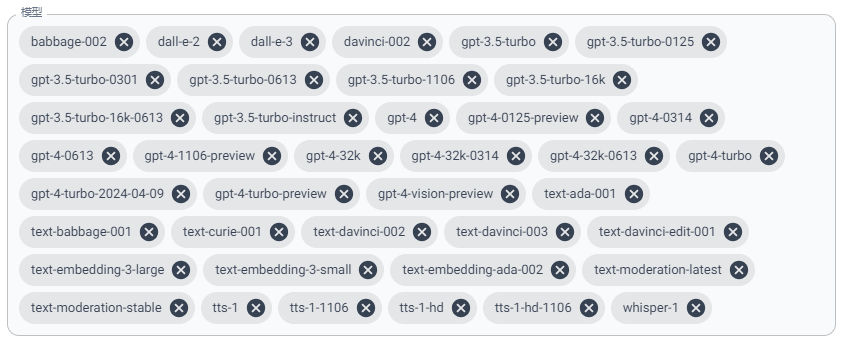 模型
babbage-002 dall-e-2 dall-e-3 davinci-002 gpt-3.5-turbo gpt-3.5-turbo-0125
gpt-3.5-turbo-0301 gpt-3.5-turbo-0613 gpt-3.5-turbo-1106 gpt-3.5-turbo-16k
gpt-3.5-turbo-16k-0613 gpt-3.5-turbo-instruct gpt-4 gpt-4-0125-preview gpt-4-0314
gpt-4-0613 gpt-4-1106-preview gpt-4-32k gpt-4-32k-0314 gpt-4-32k-0613 gpt-4-turbo
gpt-4-turbo-2024-04-09 gpt-4-turbo-preview gpt-4-vision-preview text-ada-001
text-babbage-001 text-curie-001 text-davinci-002 text-davinci-003 text-davinci-edit-001
text-embedding-3-large text-embedding-3-small text-embedding-ada-002 text-moderation-latest
text-moderation-stable tts-1 tts-1-1106 tts-1-hd tts-1-hd-1106 whisper-1